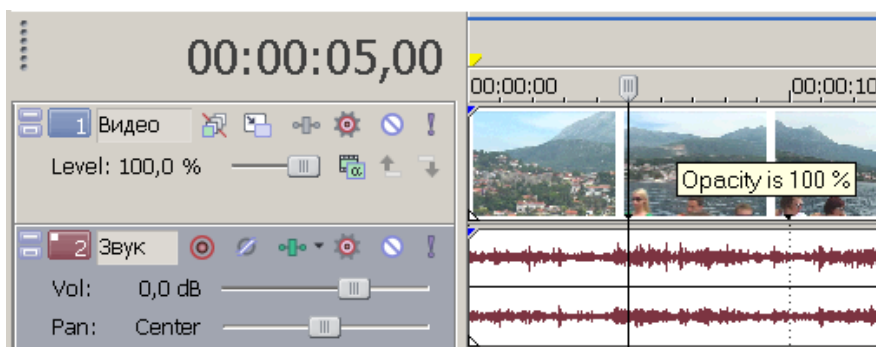 00:00:05,00
00:00:00
00:00:10
1 Видео
Level: 100,0 %
Opacity is 100 %
2 Звук
Vol: 0,0 dB
Pan: Center